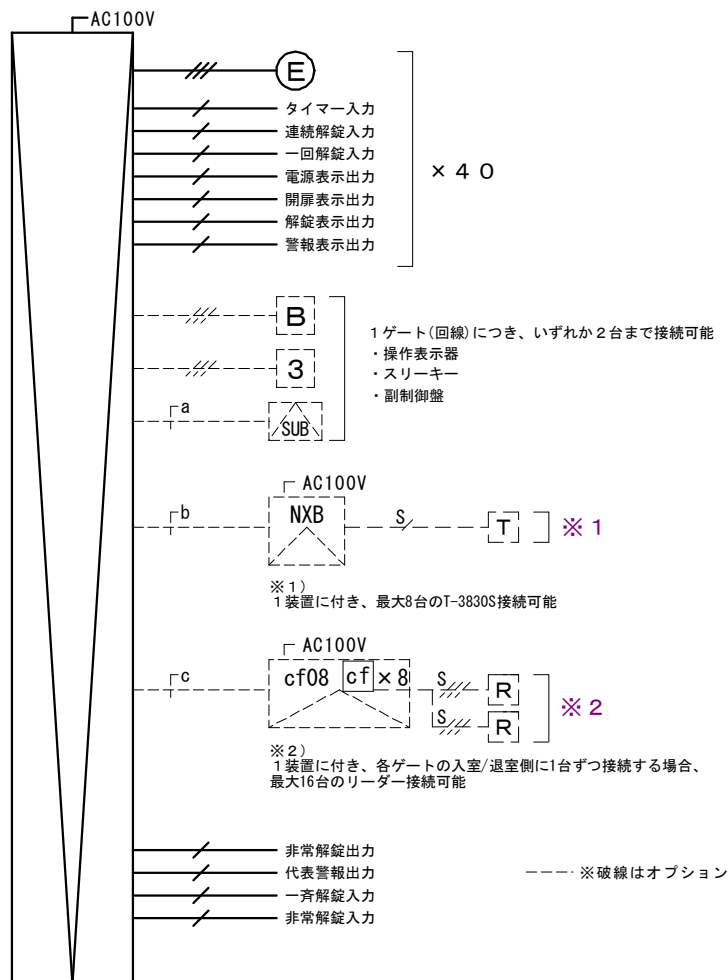 AC100V
E
タイマー入力
連続解錠入力
一回解錠入力
電源表示出力
開扉表示出力
解錠表示出力
警報表示出力
×40
B
3
a
SUB
1ゲート(回線)につき、いずれか2台まで接続可能
・操作表示器
・スリーキー
・副制御盤
AC100V
b
NXB
S
T
※1
※1)
1装置に付き、最大8台のT-3830S接続可能
AC100V
c
cf08 cf×8
S
R
S
R
※2
※2)
1装置に付き、各ゲートの入室/退室側に1台ずつ接続する場合、
最大16台のリーダー接続可能
非常解錠出力
代表警報出力
一斉解錠入力
非常解錠入力
※破線はオプション